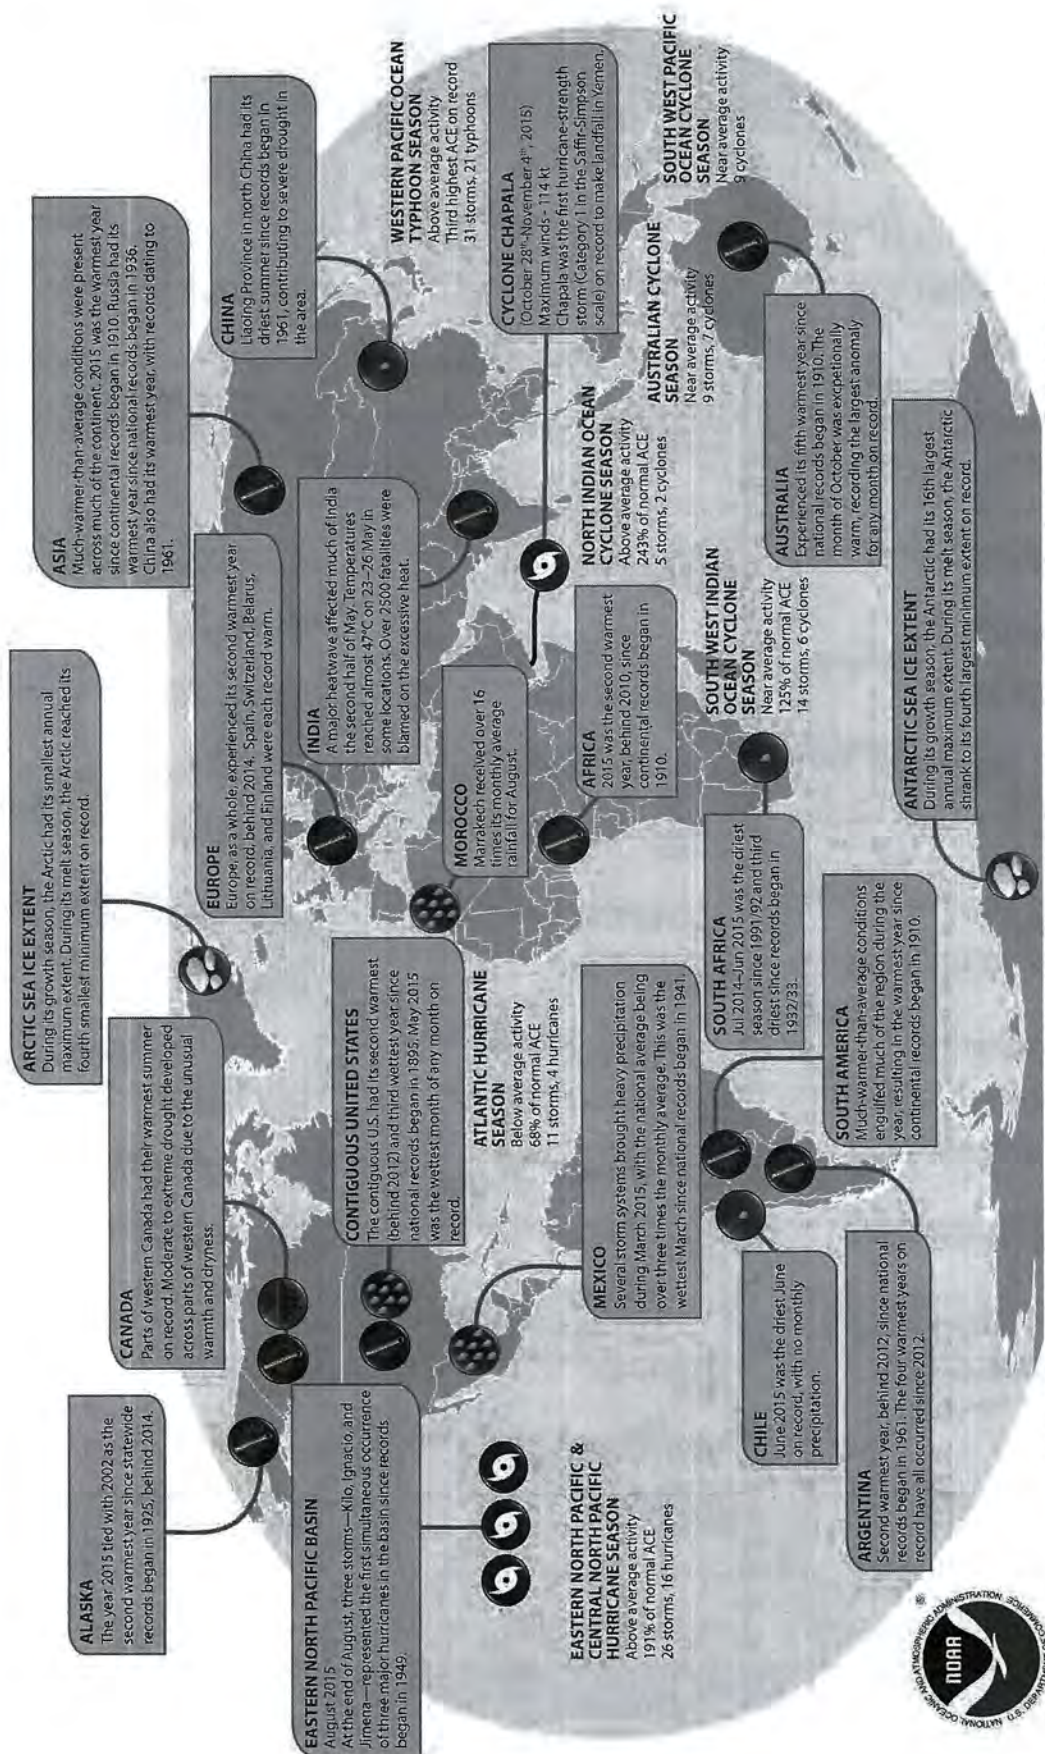 ARCTIC SEA ICE EXTENT
During its growth season, the Arctic had its smallest annual
maximum extent. During its melt season, the Arctic reached its
fourth smallest minimum extent on record.
ALASKA
The year 2015 tied with 2002 as the
second warmest year since statewide
records began in 1925, behind 2014.
CANADA
Parts of western Canada had their warmest summer
on record. Moderate to extreme drought developed
across parts of western Canada due to the unusual
warmth and dryness.
EUROPE
Europe, as a whole, experienced its second warmest year
on record, behind 2014. Spain, Switzerland, Belarus,
Lithuania, and Finland were each record warm.
ASIA
Much-warmer-than-average conditions were present
across much of the continent. 2015 was the warmest year
since continental records began in 1910. Russia had its
warmest year since national records began in 1936.
China also had its warmest year, with records dating to
1961.
CHINA
Liaoing Province in north China had its
driest summer since records began in
1961, contributing to severe drought in
the area.
EASTERN NORTH PACIFIC BASIN
August 2015
At the end of August, three storms—Kilo, Ignacio, and
Jimena—represented the first simultaneous occurrence
of three major hurricanes in the basin since records
began in 1949.
CONTIGUOUS UNITED STATES
The contiguous U.S. had its second warmest
(behind 2012) and third wettest year since
national records began in 1895. May 2015
was the wettest month of any month on
record.
INDIA
A major heatwave affected much of India
the second half of May. Temperatures
reached almost 47°C on 23–26 May in
some locations. Over 2500 fatalities were
blamed on the excessive heat.
WESTERN PACIFIC OCEAN
TYPHOON SEASON
Above average activity
Third highest ACE on record
31 storms, 21 typhoons
MOROCCO
Marrakech received over 16
times its monthly average
rainfall for August.
ATLANTIC HURRICANE
SEASON
Below average activity
68% of normal ACE
11 storms, 4 hurricanes
CYCLONE CHAPALA
(October 28th-November 4th, 2015)
Maximum winds - 114 kt
Chapala was the first hurricane-strength
storm (Category 1 in the Saffir-Simpson
scale) on record to make landfall in Yemen.
EASTERN NORTH PACIFIC &
CENTRAL NORTH PACIFIC
HURRICANE SEASON
Above average activity
191% of normal ACE
26 storms, 16 hurricanes
MEXICO
Several storm systems brought heavy precipitation
during March 2015, with the national average being
over three times the monthly average. This was the
wettest March since national records began in 1941.
AFRICA
2015 was the second warmest
year, behind 2010, since
continental records began in
1910.
NORTH INDIAN OCEAN
CYCLONE SEASON
Above average activity
243% of normal ACE
5 storms, 2 cyclones
AUSTRALIAN CYCLONE
SEASON
Near average activity
9 storms, 7 cyclones
SOUTH WEST PACIFIC
OCEAN CYCLONE
SEASON
Near average activity
9 cyclones
SOUTH WEST INDIAN
OCEAN CYCLONE
SEASON
Near average activity
125% of normal ACE
14 storms, 6 cyclones
CHILE
June 2015 was the driest June
on record, with no monthly
precipitation.
SOUTH AFRICA
Jul 2014–Jun 2015 was the driest
season since 1991/92 and third
driest since records began in
1932/33.
AUSTRALIA
Experienced its fifth warmest year since
national records began in 1910. The
month of October was excpetionally
warm, recording the largest anomaly
for any month on record.
ARGENTINA
Second warmest year, behind 2012, since national
records began in 1961. The four warmest years on
record have all occurred since 2012.
SOUTH AMERICA
Much-warmer-than-average conditions
engulfed much of the region during the
year, resulting in the warmest year since
continental records began in 1910.
ANTARCTIC SEA ICE EXTENT
During its growth season, the Antarctic had its 16th largest
annual maximum extent. During its melt season, the Antarctic
shrank to its fourth largest minimum extent on record.
NATIONAL OCEANIC AND ATMOSPHERIC ADMINISTRATION
NOAA
U.S. DEPARTMENT OF COMMERCE